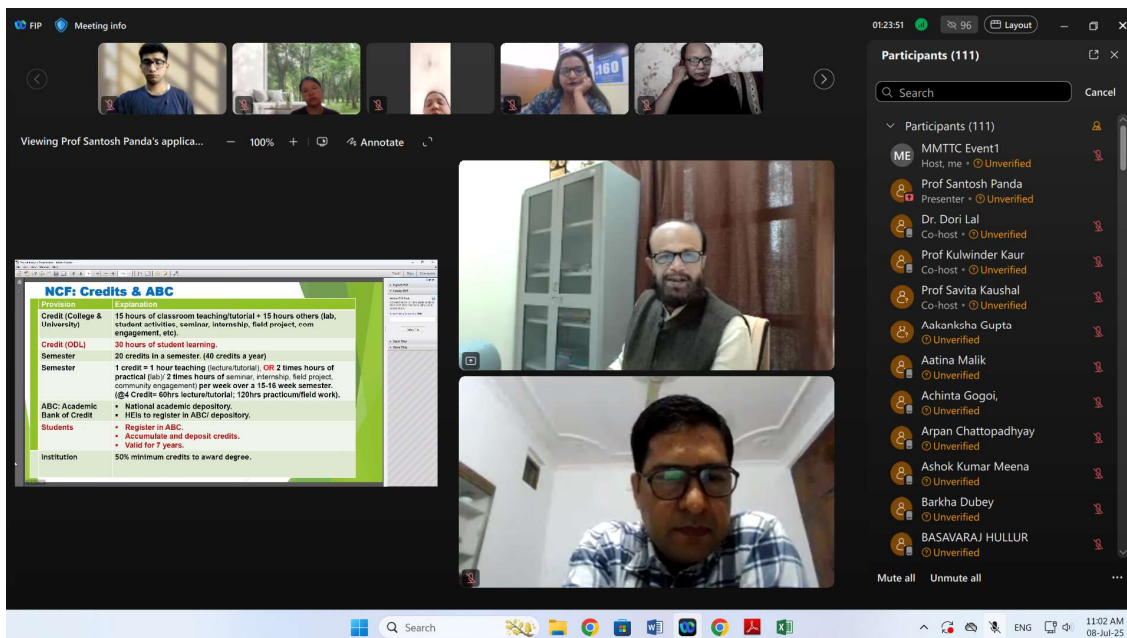 FIP Meeting info
01:23:51 96 Layout
160
Viewing Prof Santosh Panda's applica... − 100% + Annotate
NCF: Credits & ABC
Provision Explanation
Credit (College & University) 15 hours of classroom teaching/tutorial + 15 hours others (lab,
student activities, seminar, internship, field project, com
engagement, etc).
Credit (ODL) 30 hours of student learning.
Semester 20 credits in a semester. (40 credits a year)
Semester 1 credit = 1 hour teaching (lecture/tutorial), OR 2 times hours of
practical (lab)/ 2 times hours of seminar, internship, field project,
community engagement) per week over a 15-16 week semester.
(@4 Credit= 60hrs lecture/tutorial; 120hrs practicum/field work).
ABC: Academic Bank of Credit ▪ National academic depository.
▪ HEIs to register in ABC/ depository.
Students ▪ Register in ABC.
▪ Accumulate and deposit credits.
▪ Valid for 7 years.
Institution 50% minimum credits to award degree.
Participants (111)
Search Cancel
Participants (111)
ME MMTTC Event1
Host, me • Unverified
Prof Santosh Panda
Presenter • Unverified
Dr. Dori Lal
Co-host • Unverified
Prof Kulwinder Kaur
Co-host • Unverified
Prof Savita Kaushal
Co-host • Unverified
Aakanksha Gupta
Unverified
Aatina Malik
Unverified
Achinta Gogoi,
Unverified
Arpan Chattopadhyay
Unverified
Ashok Kumar Meena
Unverified
Barkha Dubey
Unverified
BASAVARAJ HULLUR
Unverified
Mute all Unmute all ...
Search
ENG
11:02 AM
08-Jul-25